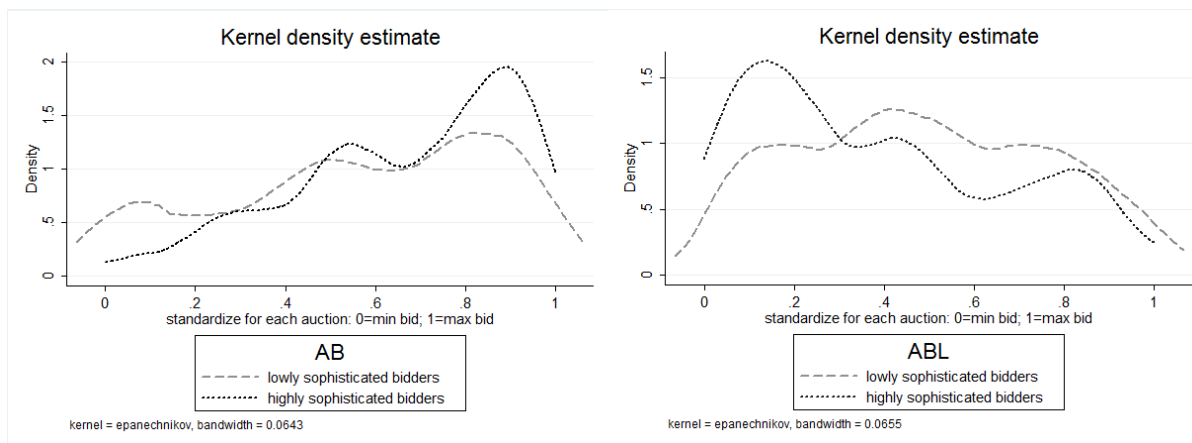 Kernel density estimate
2
1.5
1
.5
0
Density
0 .2 .4 .6 .8 1
standardize for each auction: 0=min bid; 1=max bid
AB
lowly sophisticated bidders
highly sophisticated bidders
kernel = epanechnikov, bandwidth = 0.0643
Kernel density estimate
1.5
1
.5
0
Density
0 .2 .4 .6 .8 1
standardize for each auction: 0=min bid; 1=max bid
ABL
lowly sophisticated bidders
highly sophisticated bidders
kernel = epanechnikov, bandwidth = 0.0655